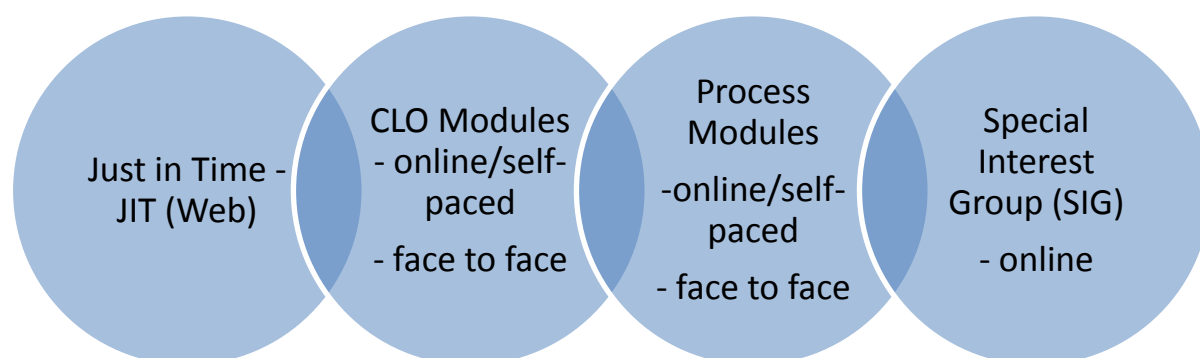 Just in Time -
JIT (Web)
CLO Modules
- online/self-
paced
- face to face
Process
Modules
-online/self-
paced
- face to face
Special
Interest
Group (SIG)
- online